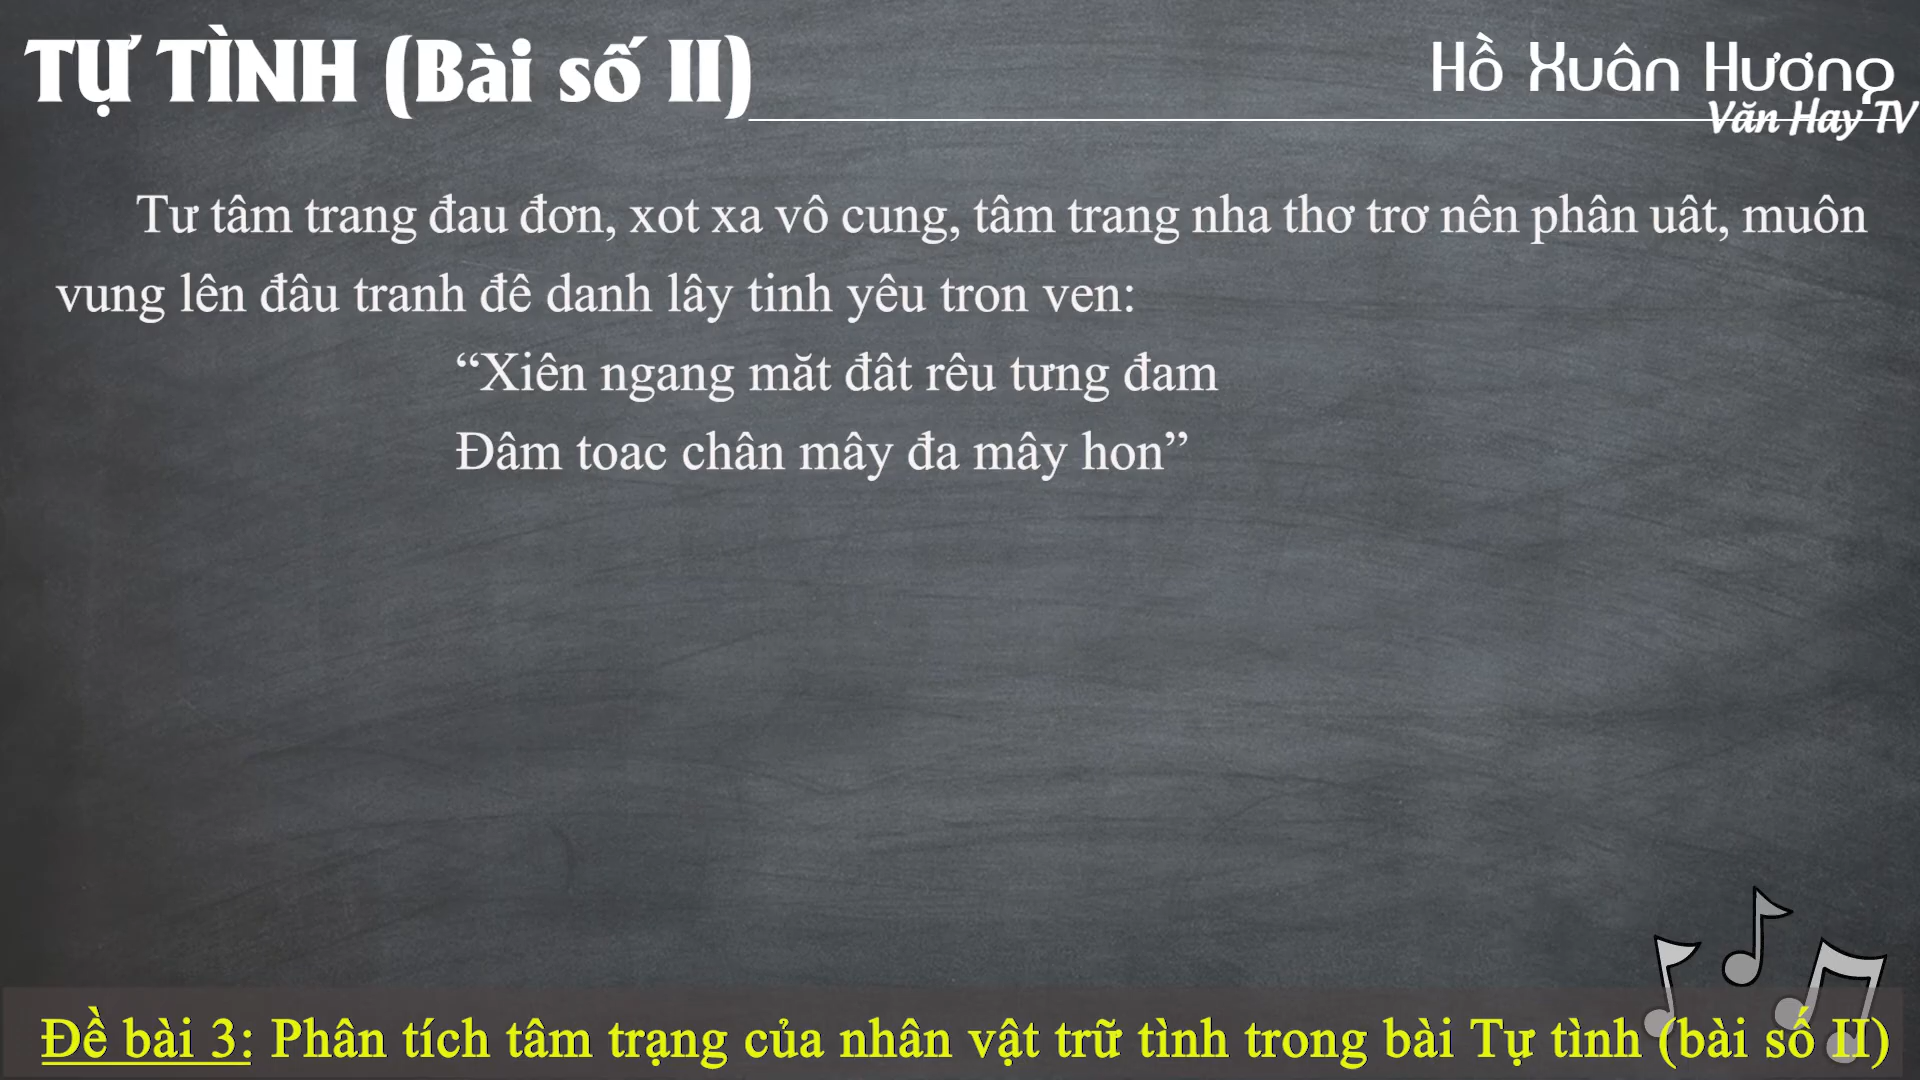 TỰ TÌNH (Bài số II)
Hồ Xuân Hương
Văn Hay TV
Tư tâm trang đau đơn, xot xa vô cung, tâm trang nha thơ trơ nên phân uât, muôn
vung lên đâu tranh đê danh lây tinh yêu tron ven:
“Xiên ngang măt đât rêu tưng đam
Đâm toac chân mây đa mây hon”
Đề bài 3: Phân tích tâm trạng của nhân vật trữ tình trong bài Tự tình (bài số II)